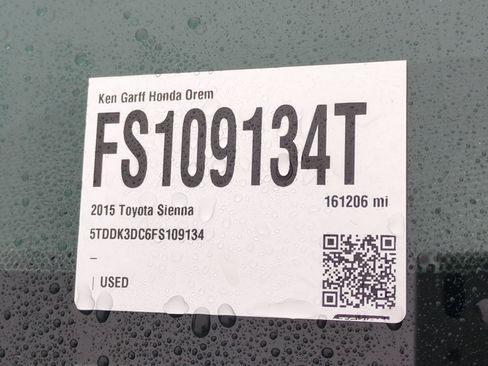 Ken Garff Honda Orem
FS109134T
161206 mi
2015 Toyota Sienna
5TDDK3DC6FS109134
–
| USED